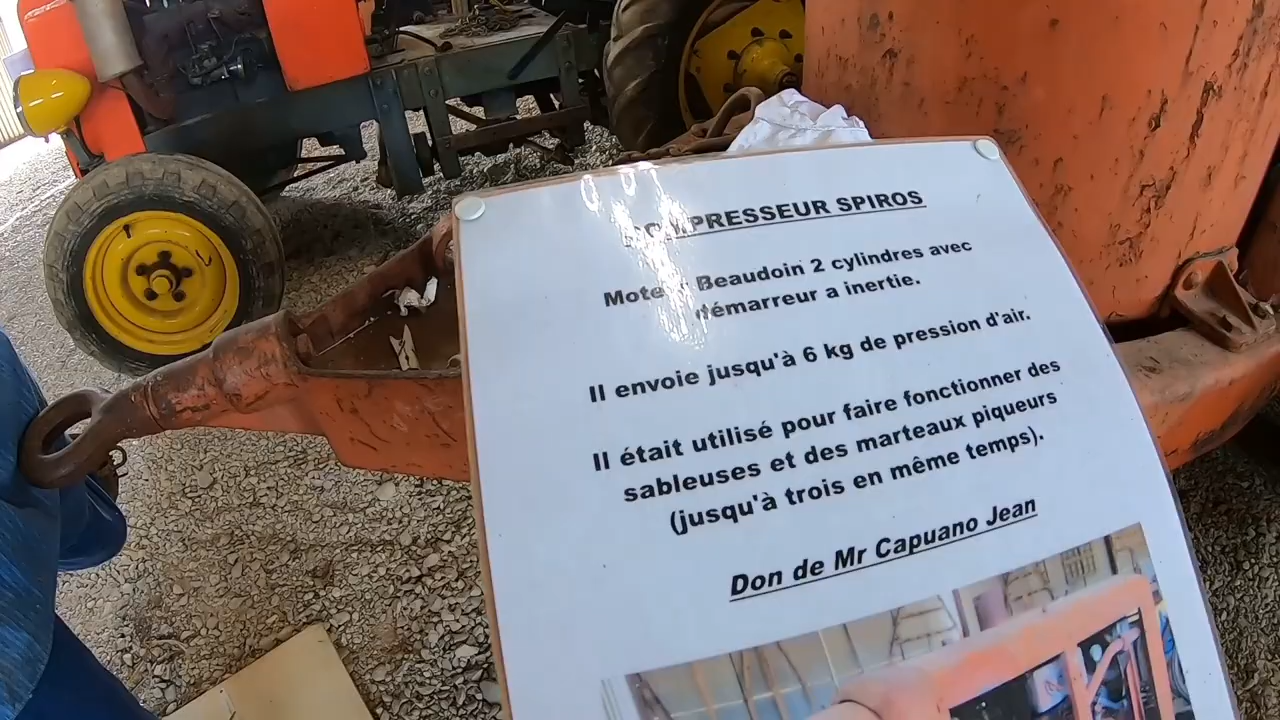 COMPRESSEUR SPIROS
Moteur Beaudoin 2 cylindres avec
démarreur a inertie.
Il envoie jusqu'à 6 kg de pression d'air.
Il était utilisé pour faire fonctionner des
sableuses et des marteaux piqueurs
(jusqu'à trois en même temps).
Don de Mr Capuano Jean